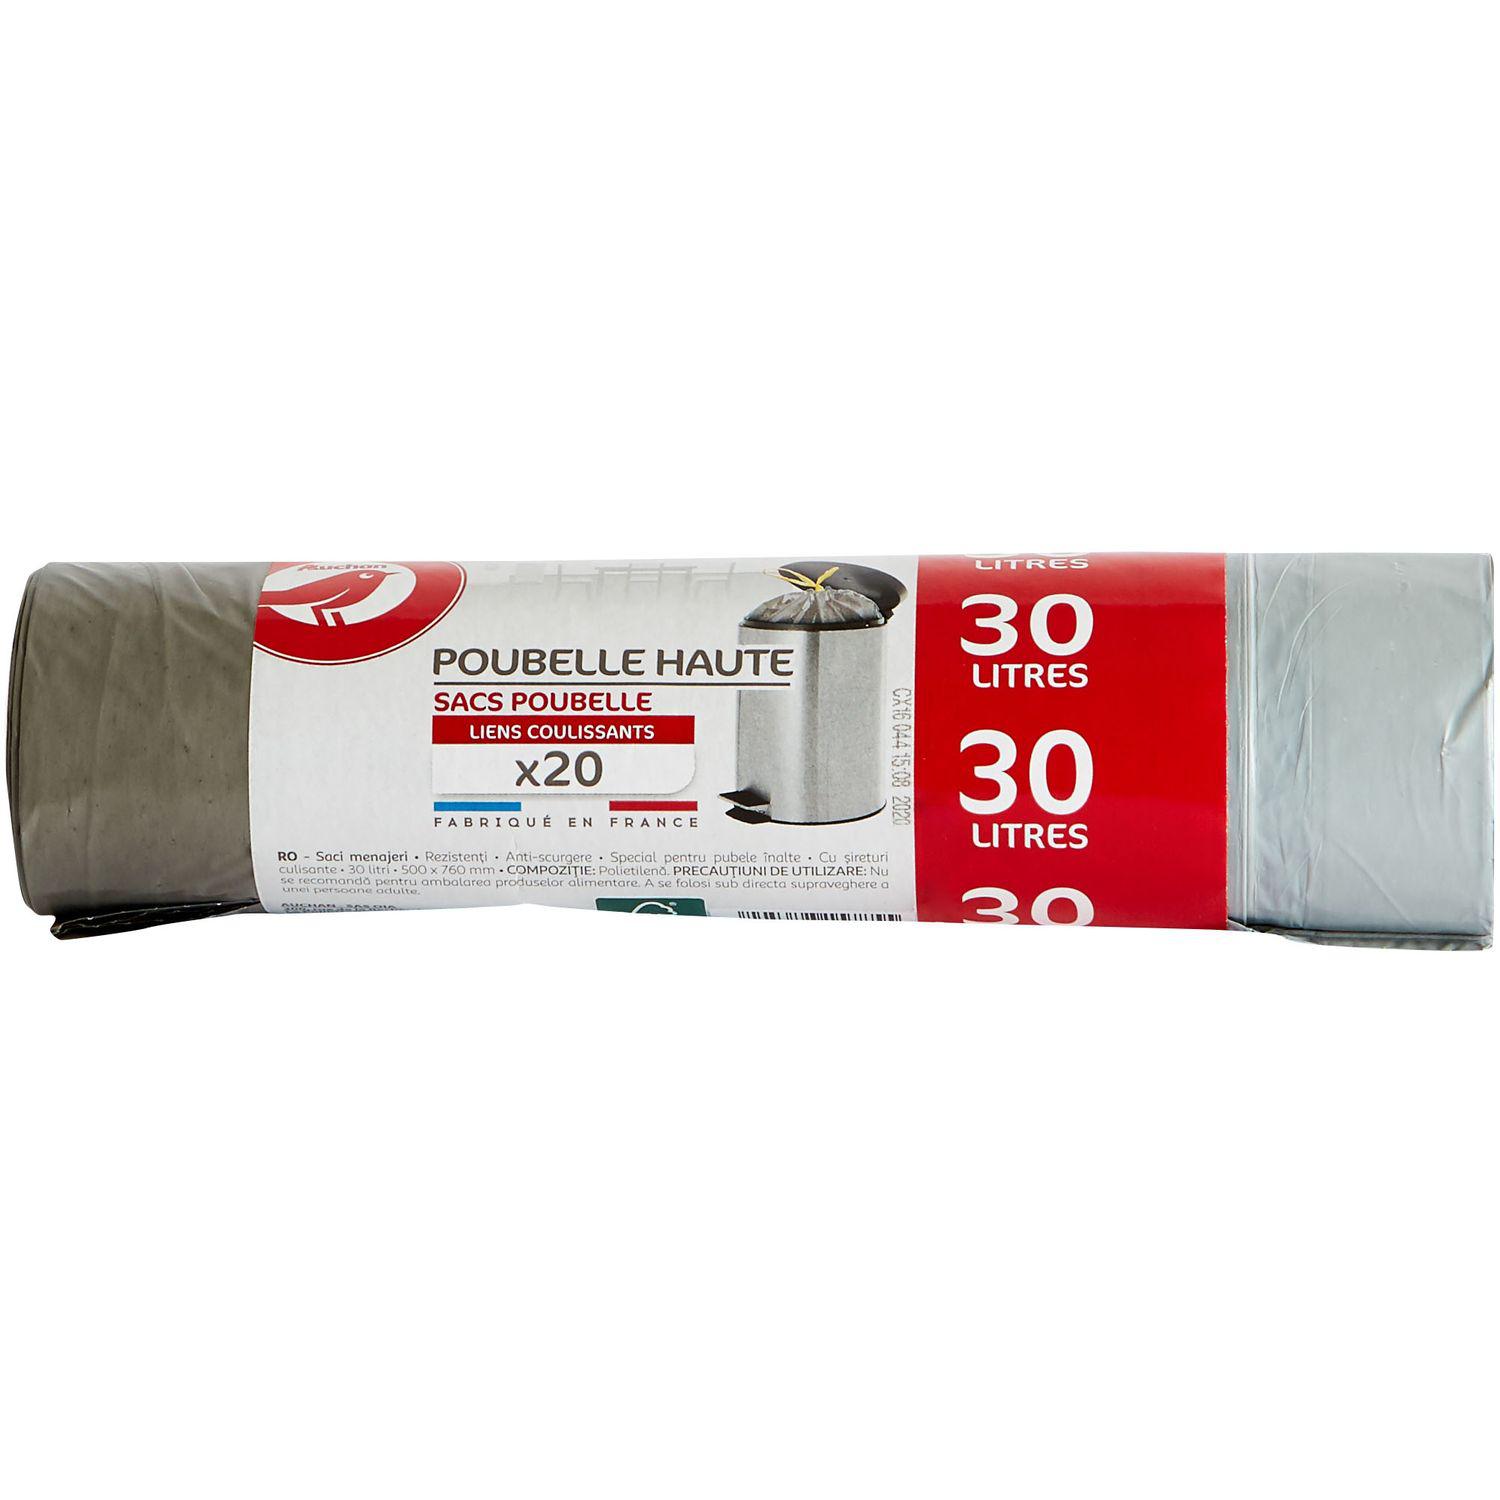 Auchan
POUBELLE HAUTE
SACS POUBELLE
LIENS COULISSANTS
x20
FABRIQUÉ EN FRANCE
RO - Saci menajeri • Rezistenți • Anti-scurgere • Special pentru pubele înalte • Cu șireturi
culisante • 30 litri • 500 x 760 mm • COMPOZIȚIE: Polietilenă. PRECAUȚIUNI DE UTILIZARE: Nu
se recomandă pentru ambalarea produselor alimentare. A se folosi sub directa supraveghere a
unei persoane adulte.
AUCHAN
CX16 044 15:08 2020
LITRES
30
LITRES
30
LITRES
30